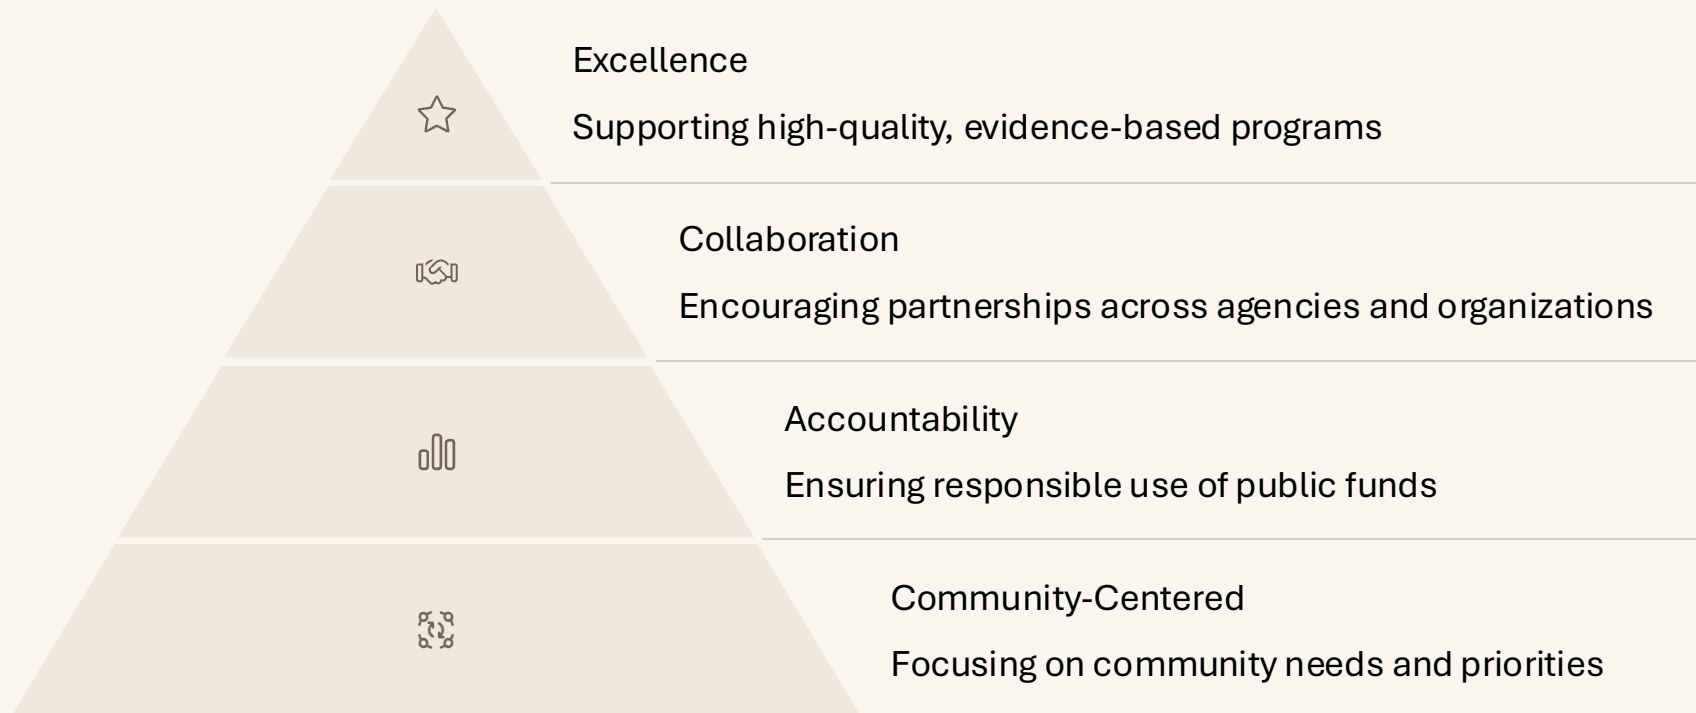 Excellence
Supporting high-quality, evidence-based programs
Collaboration
Encouraging partnerships across agencies and organizations
Accountability
Ensuring responsible use of public funds
Community-Centered
Focusing on community needs and priorities